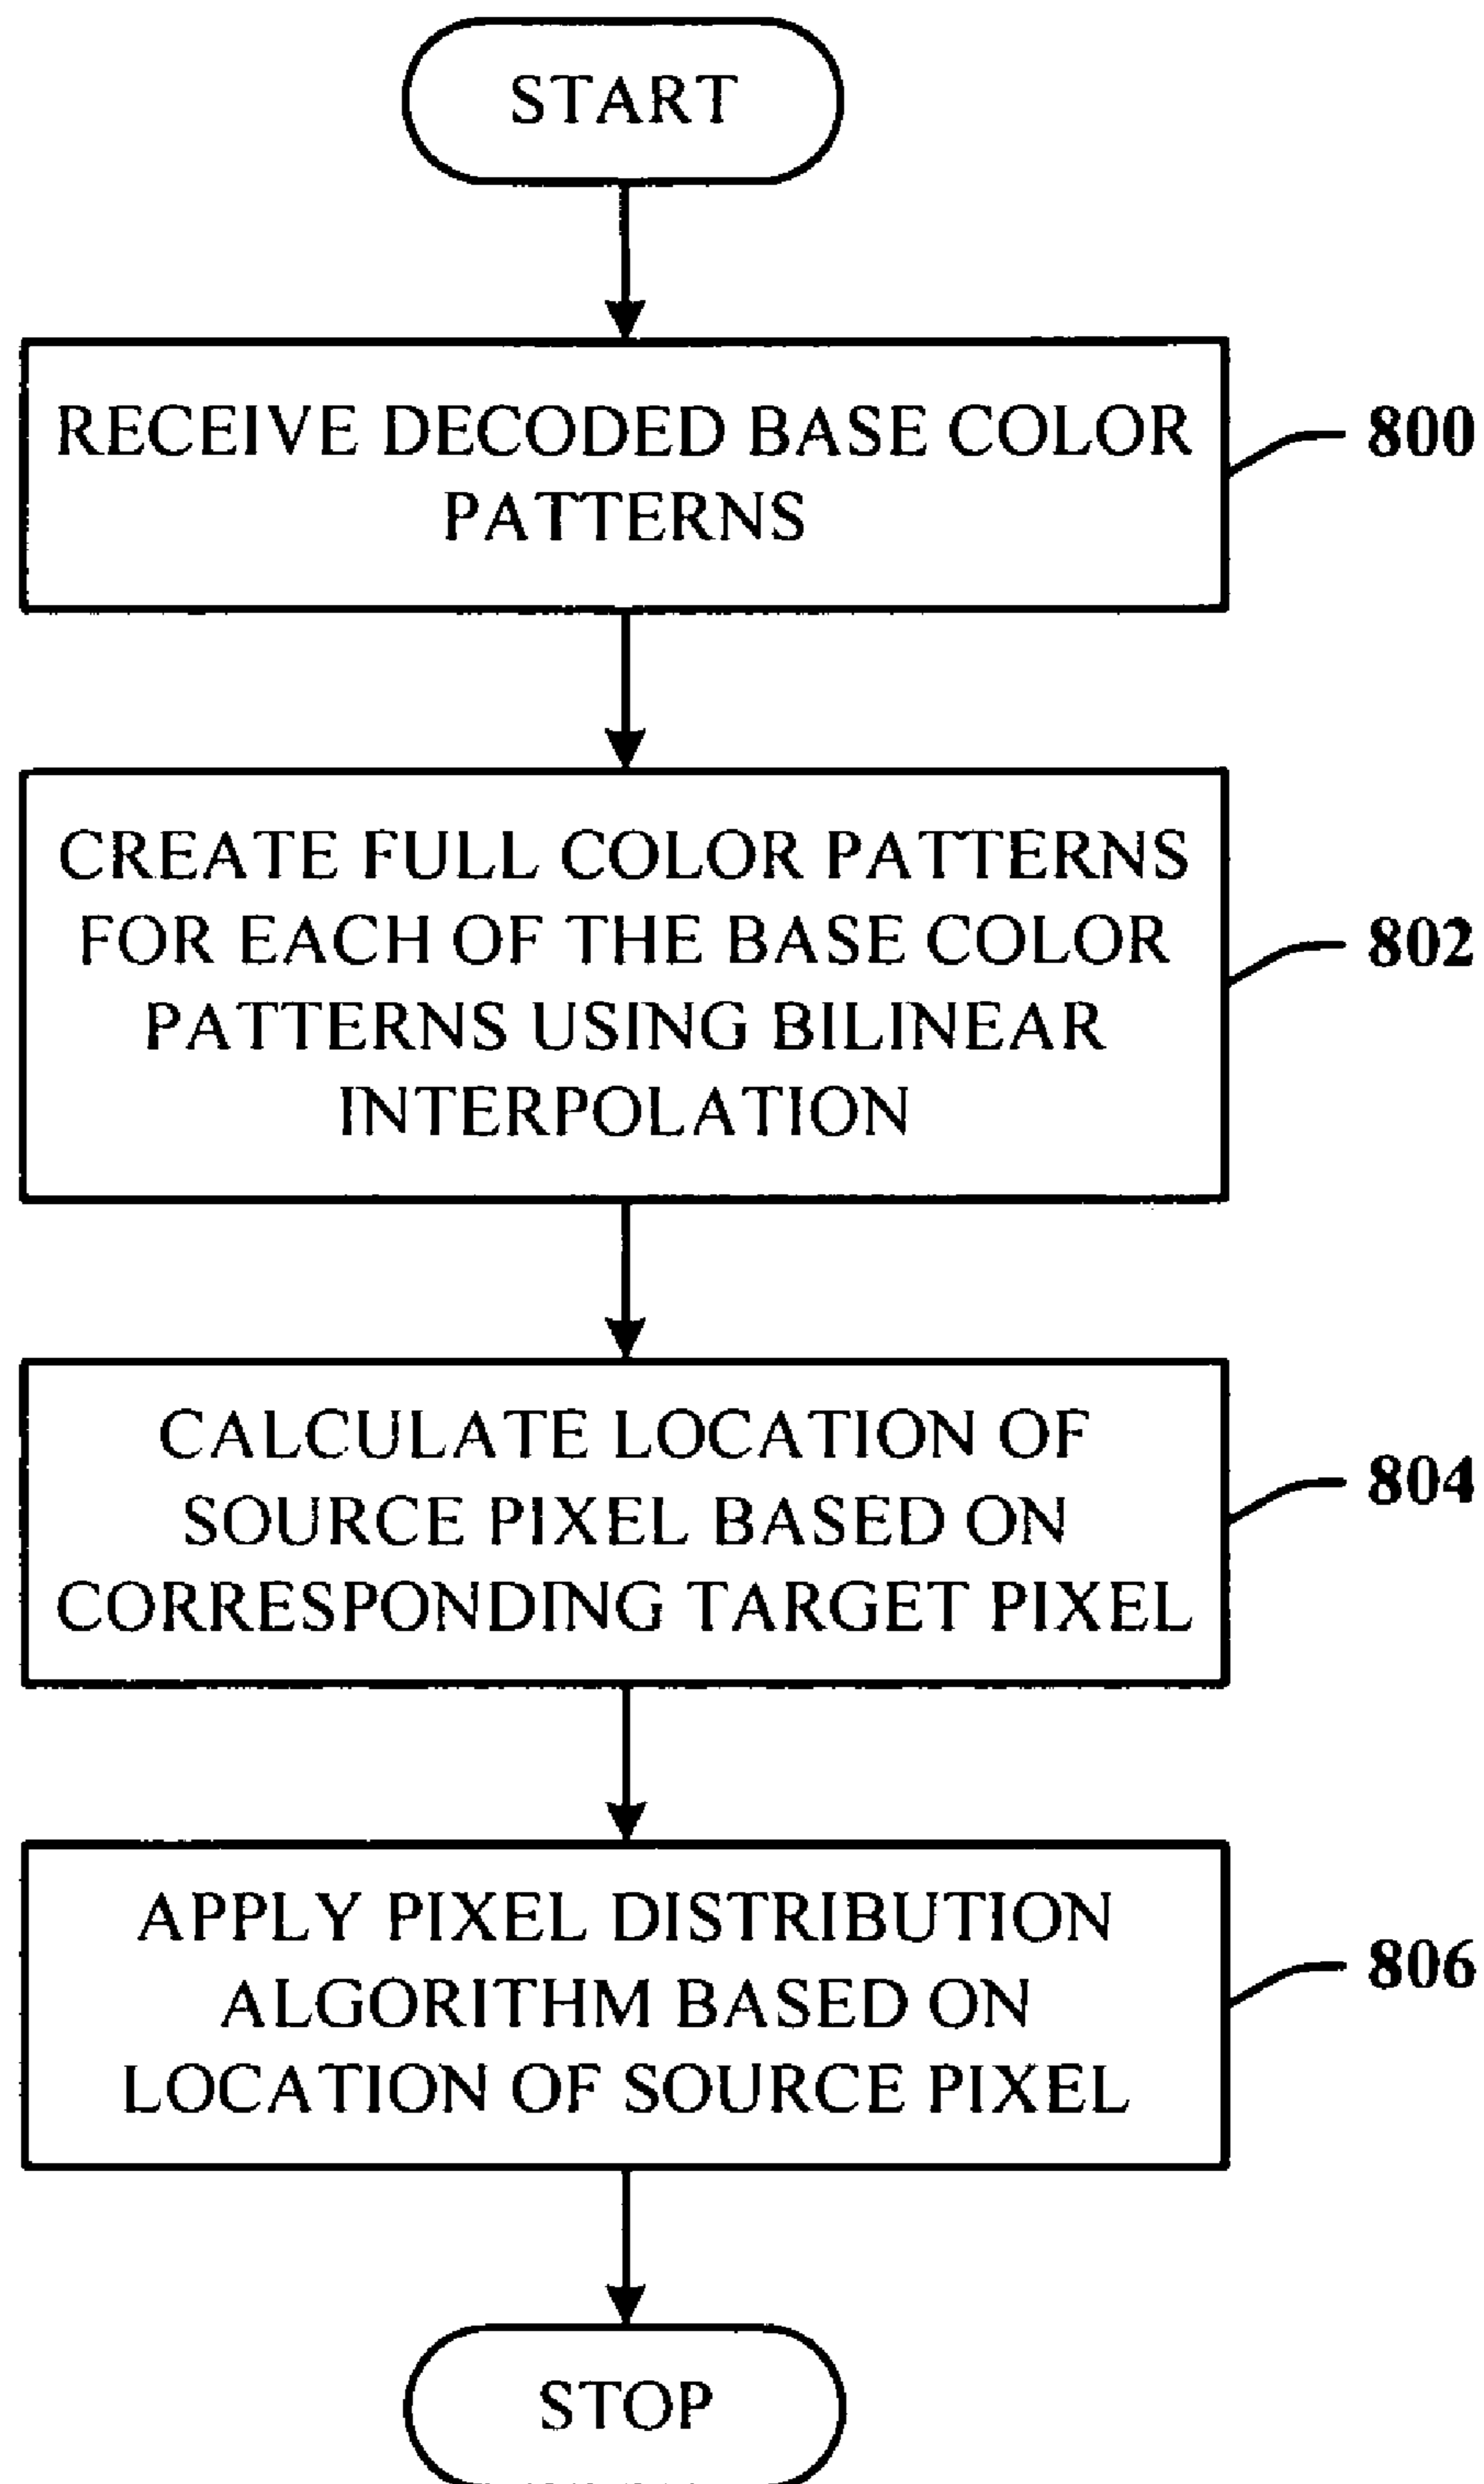 START
RECEIVE DECODED BASE COLOR
PATTERNS
800
CREATE FULL COLOR PATTERNS
FOR EACH OF THE BASE COLOR
PATTERNS USING BILINEAR
INTERPOLATION
802
CALCULATE LOCATION OF
SOURCE PIXEL BASED ON
CORRESPONDING TARGET PIXEL
804
APPLY PIXEL DISTRIBUTION
ALGORITHM BASED ON
LOCATION OF SOURCE PIXEL
806
STOP